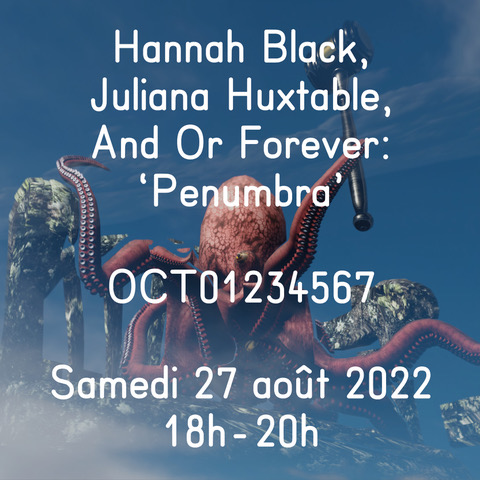 Hannah Black,
Juliana Huxtable,
And Or Forever:
‘Penumbra’
OCT01234567
Samedi 27 août 2022
18h-20h